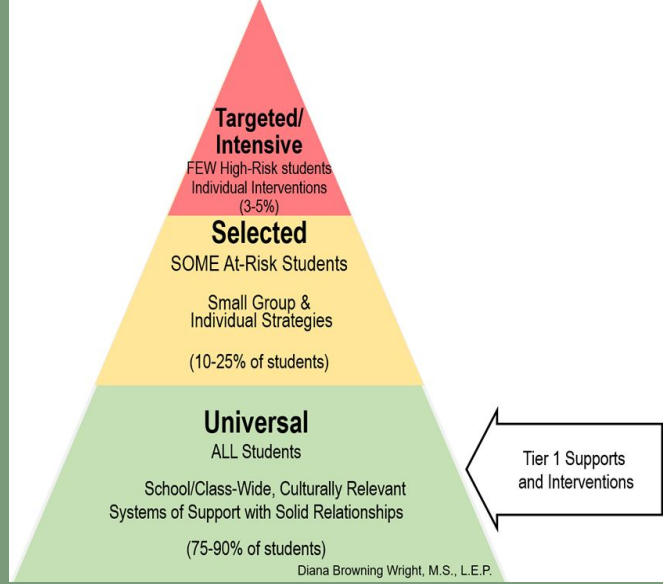 Targeted/
Intensive
FEW High-Risk students
Individual Interventions
(3-5%)
Selected
SOME At-Risk Students
Small Group &
Individual Strategies
(10-25% of students)
Universal
ALL Students
School/Class-Wide, Culturally Relevant
Systems of Support with Solid Relationships
(75-90% of students)
Diana Browning Wright, M.S., L.E.P.
Tier 1 Supports
and Interventions